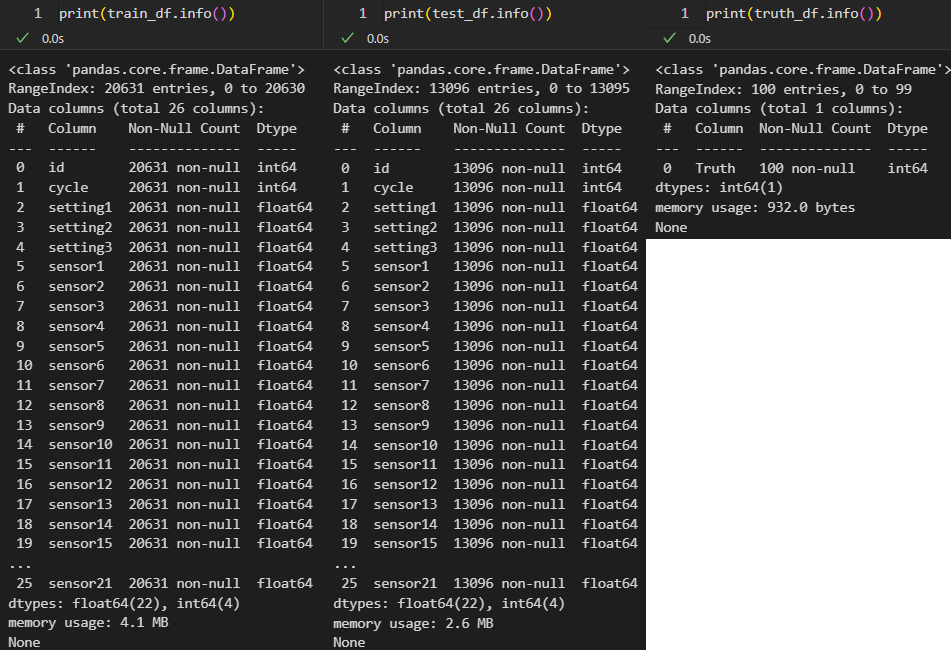 1 print(train_df.info())
0.0s
<class 'pandas.core.frame.DataFrame'>
RangeIndex: 20631 entries, 0 to 20630
Data columns (total 26 columns):
# Column Non-Null Count Dtype
--- ------ -------------- -----
0 id 20631 non-null int64
1 cycle 20631 non-null int64
2 setting1 20631 non-null float64
3 setting2 20631 non-null float64
4 setting3 20631 non-null float64
5 sensor1 20631 non-null float64
6 sensor2 20631 non-null float64
7 sensor3 20631 non-null float64
8 sensor4 20631 non-null float64
9 sensor5 20631 non-null float64
10 sensor6 20631 non-null float64
11 sensor7 20631 non-null float64
12 sensor8 20631 non-null float64
13 sensor9 20631 non-null float64
14 sensor10 20631 non-null float64
15 sensor11 20631 non-null float64
16 sensor12 20631 non-null float64
17 sensor13 20631 non-null float64
18 sensor14 20631 non-null float64
19 sensor15 20631 non-null float64
...
25 sensor21 20631 non-null float64
dtypes: float64(22), int64(4)
memory usage: 4.1 MB
None
1 print(test_df.info())
0.0s
<class 'pandas.core.frame.DataFrame'>
RangeIndex: 13096 entries, 0 to 13095
Data columns (total 26 columns):
# Column Non-Null Count Dtype
--- ------ -------------- -----
0 id 13096 non-null int64
1 cycle 13096 non-null int64
2 setting1 13096 non-null float64
3 setting2 13096 non-null float64
4 setting3 13096 non-null float64
5 sensor1 13096 non-null float64
6 sensor2 13096 non-null float64
7 sensor3 13096 non-null float64
8 sensor4 13096 non-null float64
9 sensor5 13096 non-null float64
10 sensor6 13096 non-null float64
11 sensor7 13096 non-null float64
12 sensor8 13096 non-null float64
13 sensor9 13096 non-null float64
14 sensor10 13096 non-null float64
15 sensor11 13096 non-null float64
16 sensor12 13096 non-null float64
17 sensor13 13096 non-null float64
18 sensor14 13096 non-null float64
19 sensor15 13096 non-null float64
...
25 sensor21 13096 non-null float64
dtypes: float64(22), int64(4)
memory usage: 2.6 MB
None
1 print(truth_df.info())
0.0s
<class 'pandas.core.frame.DataFrame'>
RangeIndex: 100 entries, 0 to 99
Data columns (total 1 columns):
# Column Non-Null Count Dtype
--- ------ -------------- -----
0 Truth 100 non-null int64
dtypes: int64(1)
memory usage: 932.0 bytes
None